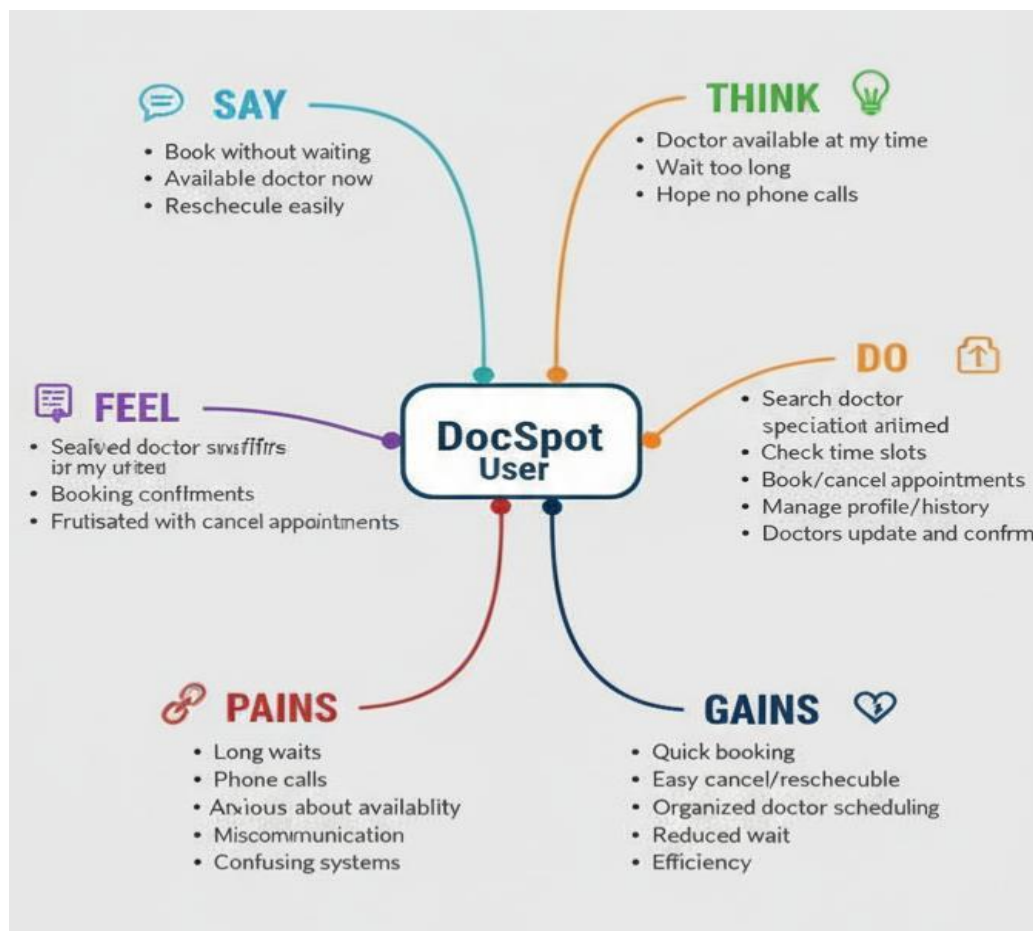 SAY
• Book without waiting
• Available doctor now
• Reschecule easily
THINK
• Doctor available at my time
• Wait too long
• Hope no phone calls
FEEL
• doctor
my
• Booking confIments
• Frutisated with cancel appointments
DocSpot
User
DO
• Search doctor
• Check time slots
• Book/cancel appointments
• Manage profile/history
• Doctors update and confrm
PAINS
• Long waits
• Phone calls
• Anxious about availablity
• Miscommunication
• Confusing systems
GAINS
• Quick booking
• Easy cancel/reschecuble
• Organized doctor scheduling
• Reduced wait
• Efficiency